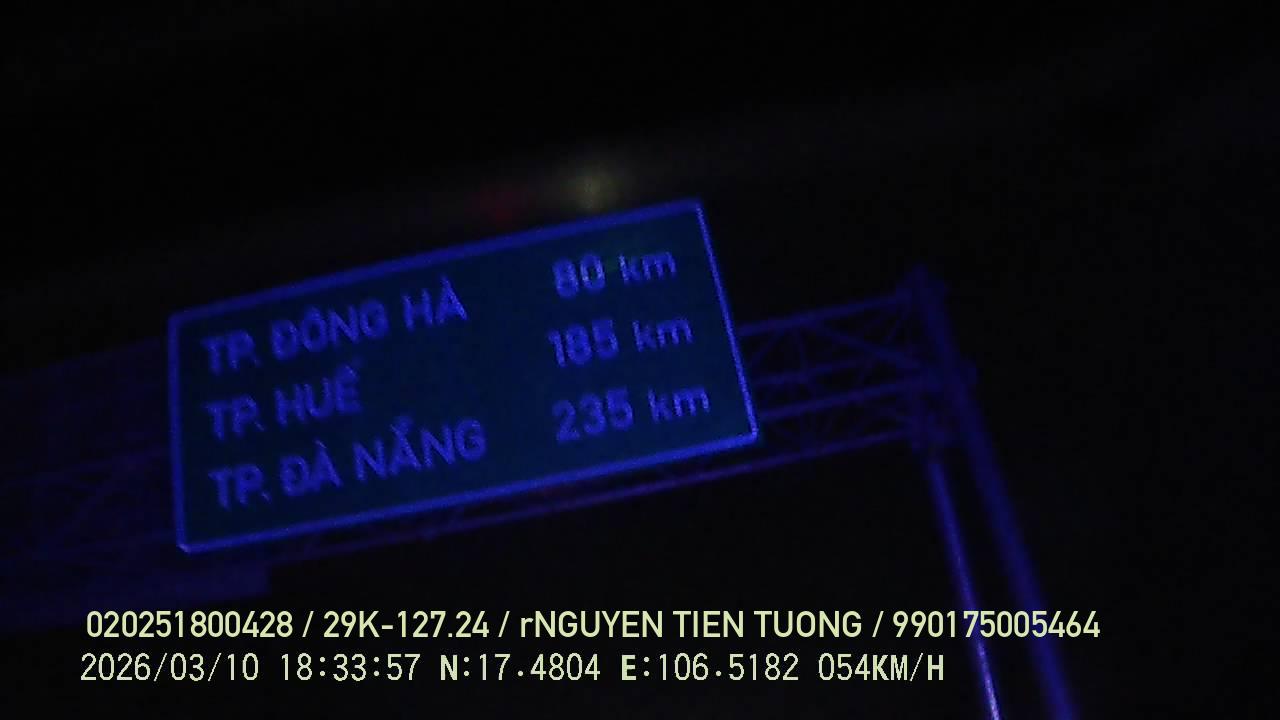 TP. ĐÔNG HÀ 80 km
TP. HUẾ 185 km
TP. ĐÀ NẴNG 235 km
020251800428 / 29K-127.24 / rNGUYEN TIEN TUONG / 990175005464
2026/03/10 18:33:57 N:17.4804 E:106.5182 054KM/H